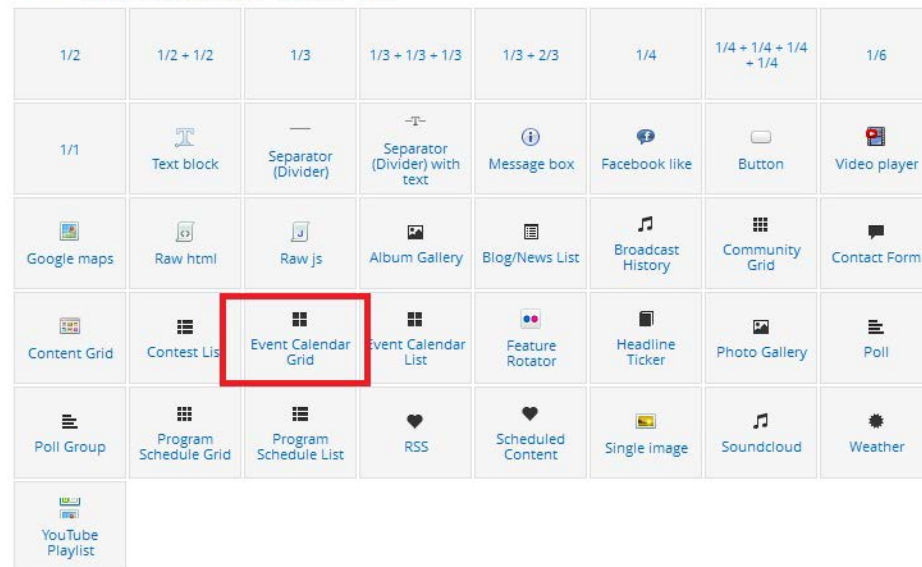 1/2
1/2 + 1/2
1/3
1/3 + 1/3 + 1/3
1/3 + 2/3
1/4
1/4 + 1/4 + 1/4
+ 1/4
1/6
1/1
Text block
Separator
(Divider)
-T-
Separator
(Divider) with
text
Message box
Facebook like
Button
Video player
Google maps
Raw html
Raw js
Album Gallery
Blog/News List
Broadcast
History
Community
Grid
Contact Form
Content Grid
Contest Lis
Event Calendar
Grid
Event Calendar
List
Feature
Rotator
Headline
Ticker
Photo Gallery
Poll
Poll Group
Program
Schedule Grid
Program
Schedule List
RSS
Scheduled
Content
Single image
Soundcloud
Weather
YouTube
Playlist